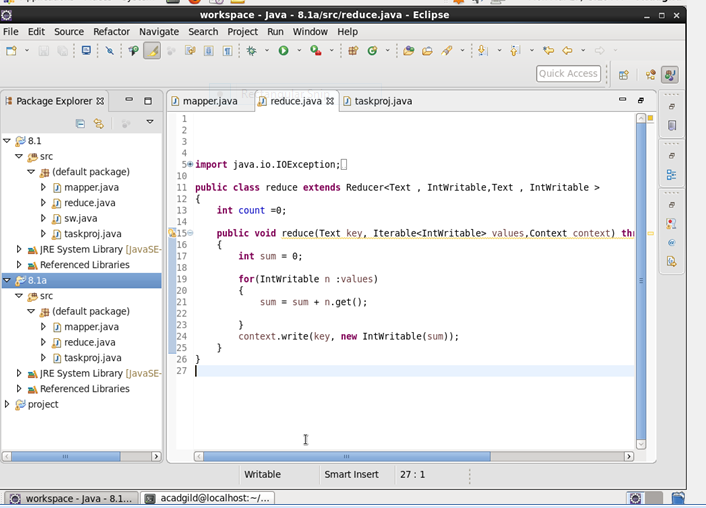 workspace - Java - 8.1a/src/reduce.java - Eclipse
File Edit Source Refactor Navigate Search Project Run Window Help
Quick Access
Package Explorer
mapper.java reduce.java taskproj.java
8.1
src
(default package)
mapper.java
reduce.java
sw.java
taskproj.java
JRE System Library [JavaSE-
Referenced Libraries
8.1a
src
(default package)
mapper.java
reduce.java
taskproj.java
JRE System Library [JavaSE-
Referenced Libraries
project
1
2
3
4
5 import java.io.IOException;
10
11 public class reduce extends Reducer<Text , IntWritable,Text , IntWritable >
12 {
13 int count =0;
14
15 public void reduce(Text key, Iterable<IntWritable> values,Context context) thr
16 {
17 int sum = 0;
18
19 for(IntWritable n :values)
20 {
21 sum = sum + n.get();
22
23 }
24 context.write(key, new IntWritable(sum));
25 }
26 }
27
Writable Smart Insert 27 : 1
workspace - Java - 8.1... acadgild@localhost:~/...